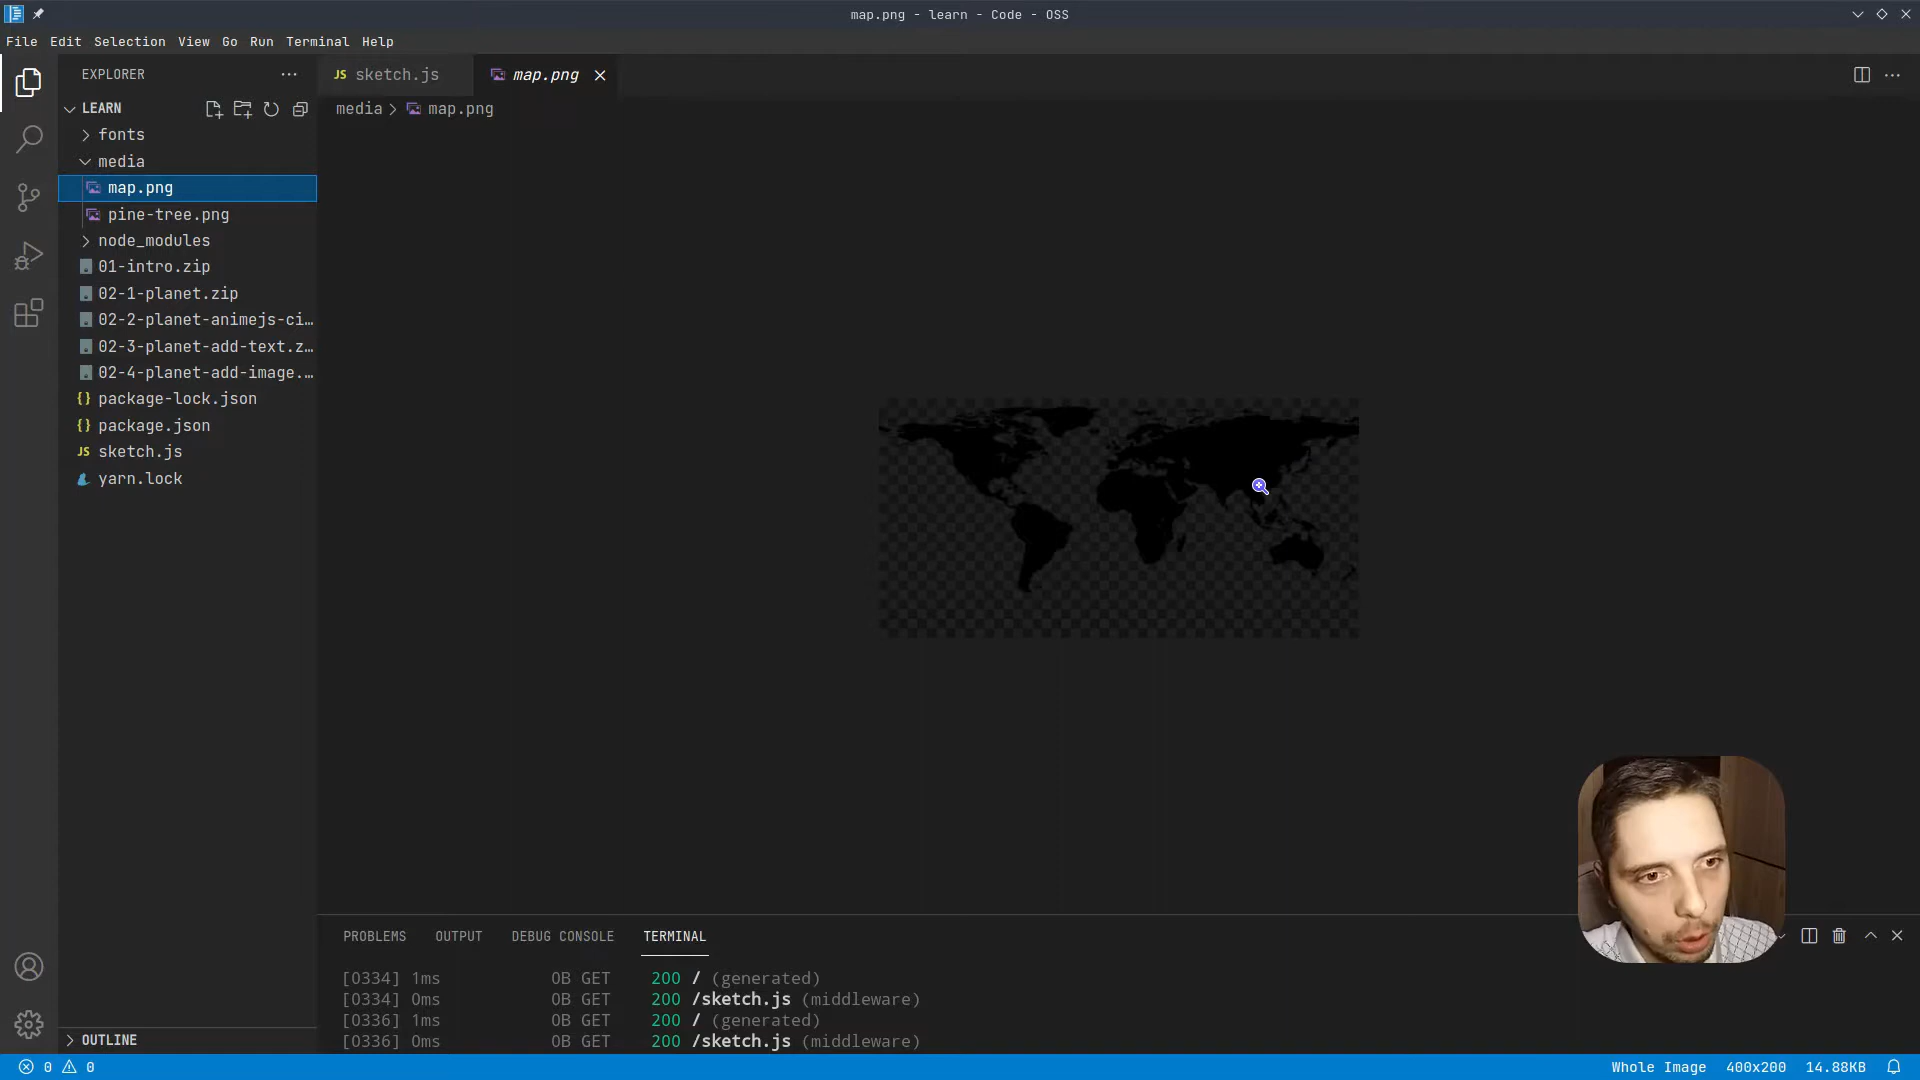 map.png - learn - Code - OSS
File Edit Selection View Go Run Terminal Help
EXPLORER
LEARN
fonts
media
map.png
pine-tree.png
node_modules
01-intro.zip
02-1-planet.zip
02-2-planet-animejs-ci…
02-3-planet-add-text.z…
02-4-planet-add-image.…
package-lock.json
package.json
sketch.js
yarn.lock
OUTLINE
JS sketch.js
map.png
media > map.png
PROBLEMS OUTPUT DEBUG CONSOLE TERMINAL
[0334] 1ms 0B GET 200 / (generated)
[0334] 0ms 0B GET 200 /sketch.js (middleware)
[0336] 1ms 0B GET 200 / (generated)
[0336] 0ms 0B GET 200 /sketch.js (middleware)
0 0
Whole Image 400x200 14.88KB